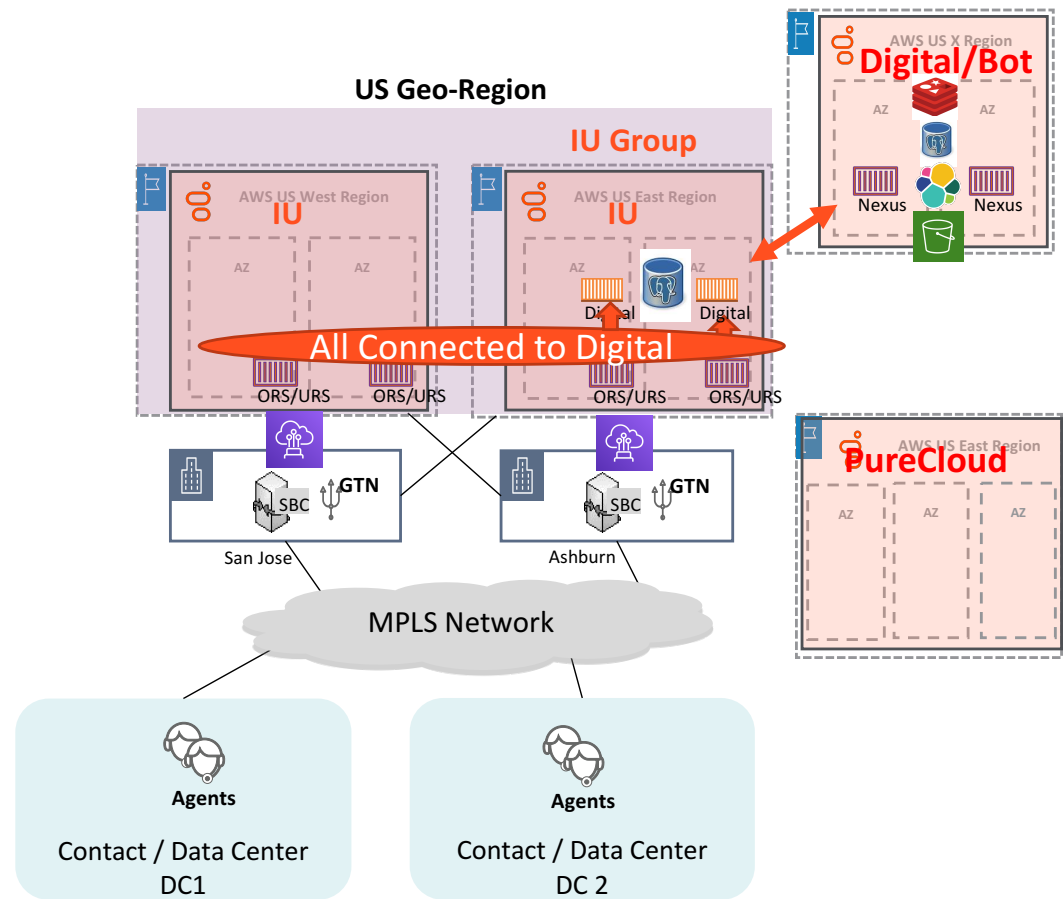 US Geo-Region
IU Group
AWS US West Region
IU
AZ
AZ
ORS/URS
ORS/URS
AWS US East Region
IU
AZ
AZ
Digital
Digital
All Connected to Digital
ORS/URS
ORS/URS
AWS US X Region
Digital/Bot
AZ
AZ
Nexus
Nexus
AWS US East Region
PureCloud
AZ
AZ
AZ
SBC
GTN
San Jose
SBC
GTN
Ashburn
MPLS Network
Agents
Contact / Data Center
DC1
Agents
Contact / Data Center
DC 2